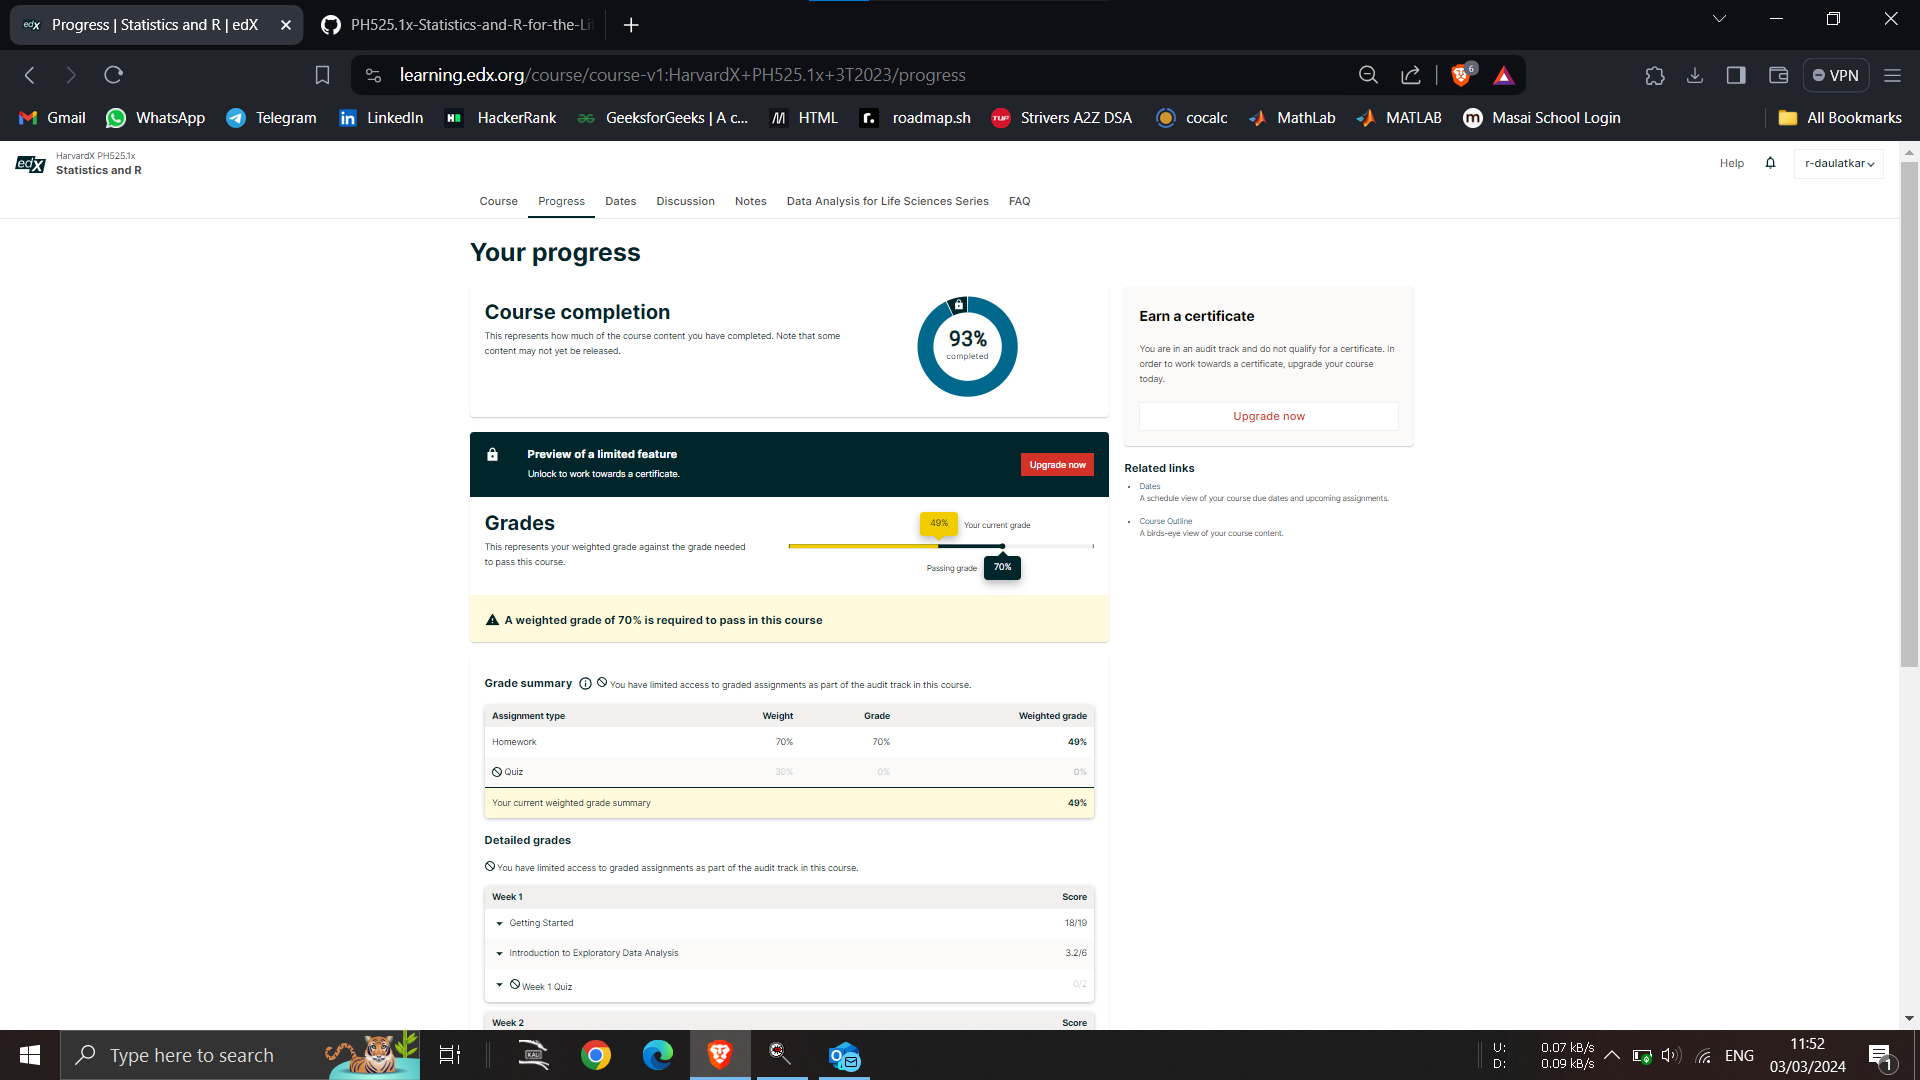 edX Progress | Statistics and R | edX
PH525.1x-Statistics-and-R-for-the-Li
learning.edx.org/course/course-v1:HarvardX+PH525.1x+3T2023/progress
6
VPN
Gmail WhatsApp Telegram LinkedIn HackerRank GeeksforGeeks | A c... HTML roadmap.sh Strivers A2Z DSA cocalc MathLab MATLAB Masai School Login All Bookmarks
edX
HarvardX PH525.1x
Statistics and R
Help
r-daulatkar
Course Progress Dates Discussion Notes Data Analysis for Life Sciences Series FAQ
Your progress
Course completion
This represents how much of the course content you have completed. Note that some
content may not yet be released.
93%
completed
Earn a certificate
You are in an audit track and do not qualify for a certificate. In
order to work towards a certificate, upgrade your course
today.
Upgrade now
Preview of a limited feature
Unlock to work towards a certificate.
Upgrade now
Related links
Dates
A schedule view of your course due dates and upcoming assignments.
Course Outline
A birds-eye view of your course content.
Grades
This represents your weighted grade against the grade needed
to pass this course.
49% Your current grade
Passing grade 70%
A weighted grade of 70% is required to pass in this course
Grade summary You have limited access to graded assignments as part of the audit track in this course.
Assignment type Weight Grade Weighted grade
Homework 70% 70% 49%
Quiz 30% 0% 0%
Your current weighted grade summary 49%
Detailed grades
You have limited access to graded assignments as part of the audit track in this course.
Week 1 Score
Getting Started 18/19
Introduction to Exploratory Data Analysis 3.2/6
Week 1 Quiz 0/2
Week 2 Score
Type here to search
KALI
U: 0.07 kB/s
D: 0.09 kB/s
ENG
11:52
03/03/2024
1